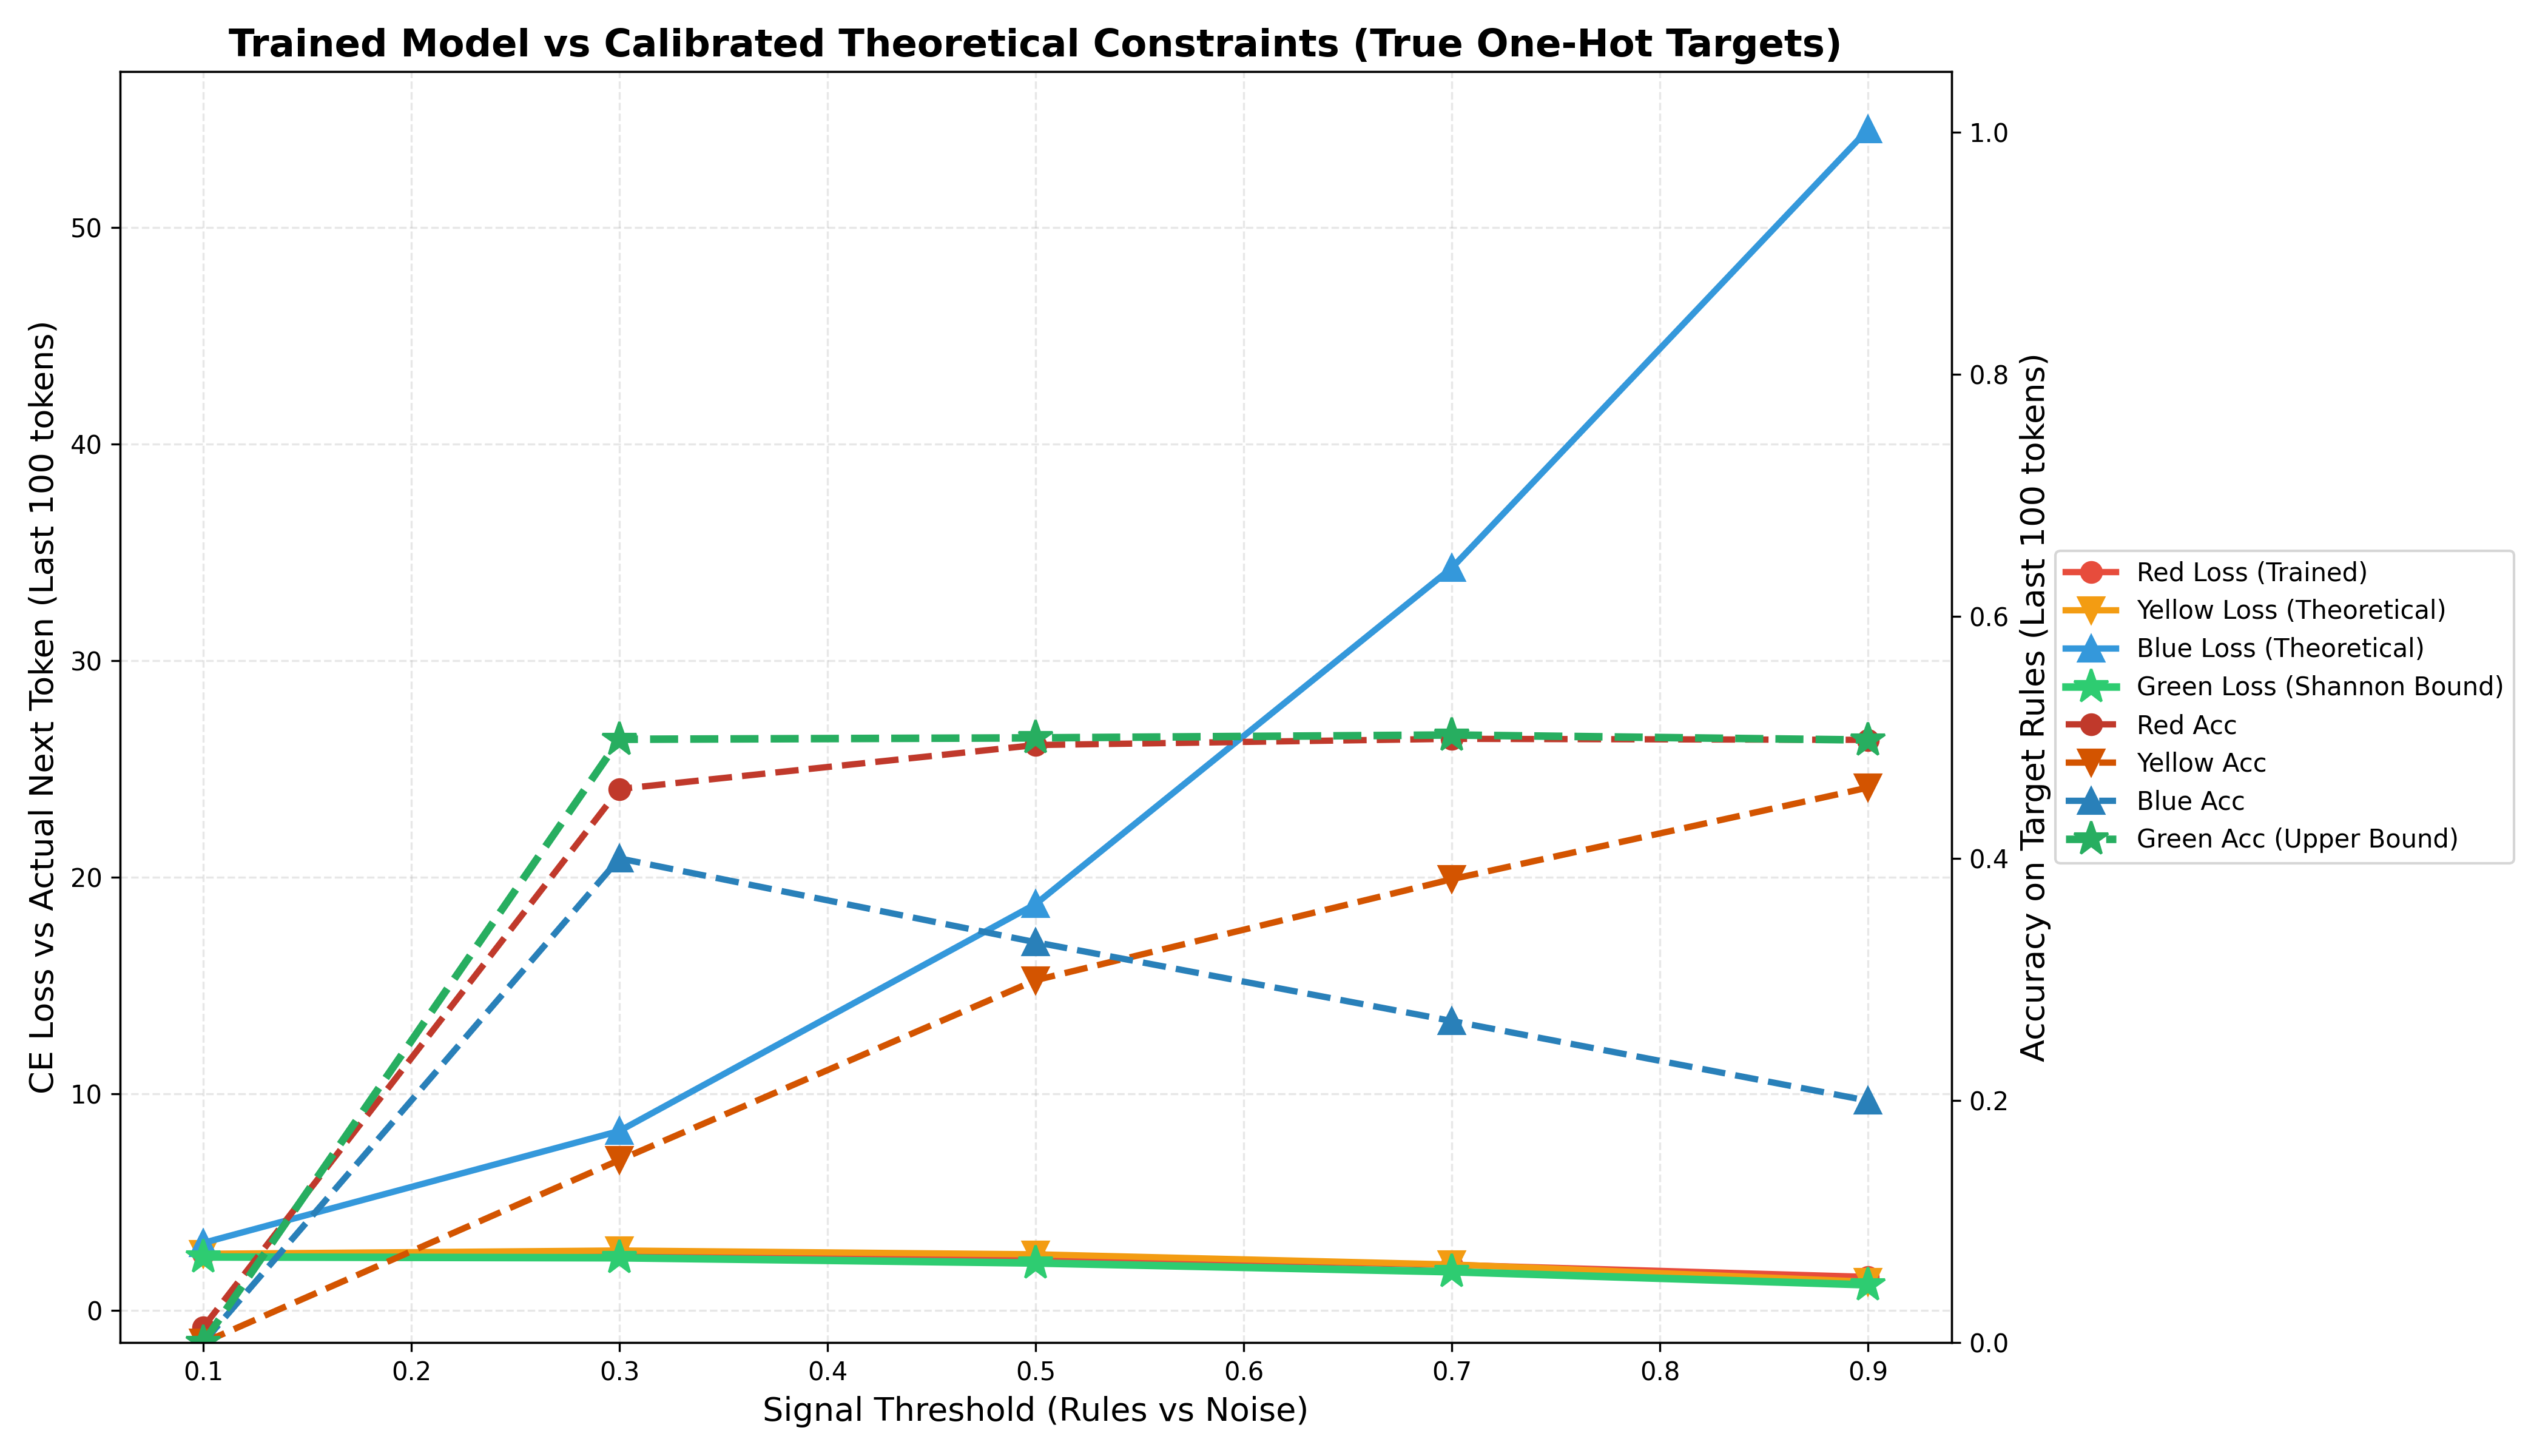 Trained Model vs Calibrated Theoretical Constraints (True One-Hot Targets)
CE Loss vs Actual Next Token (Last 100 tokens)
50
40
30
20
10
0
0.1
0.2
0.3
0.4
0.5
0.6
0.7
0.8
0.9
Signal Threshold (Rules vs Noise)
1.0
0.8
0.6
0.4
0.2
0.0
Accuracy on Target Rules (Last 100 tokens)
Red Loss (Trained)
Yellow Loss (Theoretical)
Blue Loss (Theoretical)
Green Loss (Shannon Bound)
Red Acc
Yellow Acc
Blue Acc
Green Acc (Upper Bound)